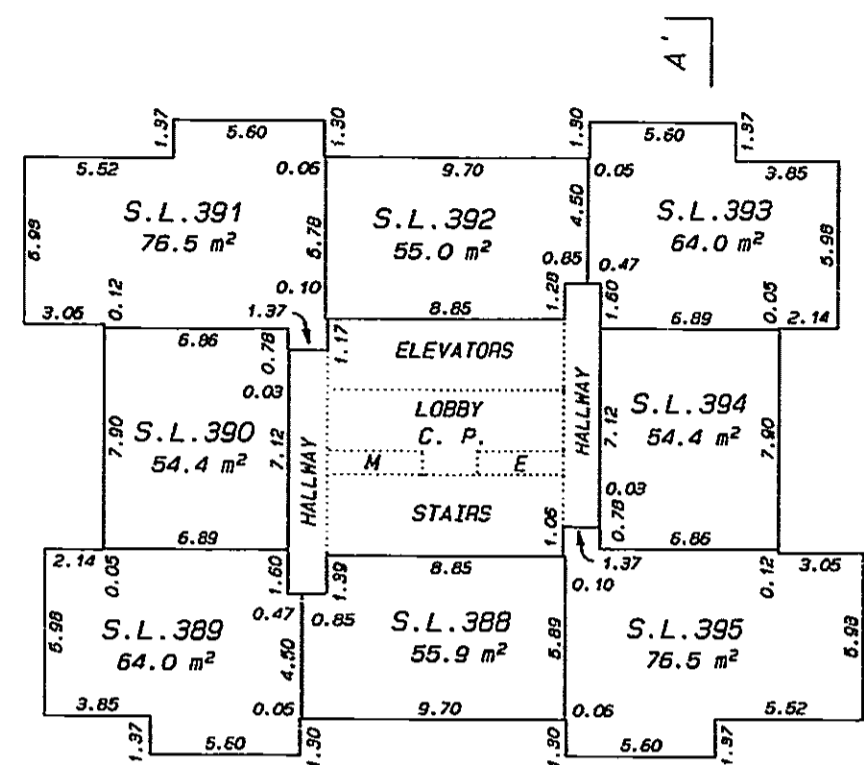 A'
1.37
5.60
1.30
1.30
5.60
1.37
5.52
0.06
9.70
0.05
3.85
S.L.391
76.5 m²
S.L.392
55.0 m²
S.L.393
64.0 m²
5.98
5.78
4.50
5.98
0.85
0.47
0.10
1.28
1.60
0.05
3.05
0.12
1.37
8.85
6.89
2.14
6.86
0.78
1.17
ELEVATORS
0.03
LOBBY
C. P.
S.L.390
54.4 m²
7.90
7.12
HALLWAY
M
E
HALLWAY
7.12
S.L.394
54.4 m²
7.90
STAIRS
0.03
0.78
1.06
6.89
6.86
2.14
0.05
1.60
1.39
8.85
1.37
0.10
0.12
3.05
0.47
0.85
S.L.389
64.0 m²
S.L.388
55.9 m²
S.L.395
76.5 m²
5.98
4.50
5.89
5.98
3.85
0.05
9.70
0.06
5.52
1.37
5.60
1.30
1.30
5.60
1.37